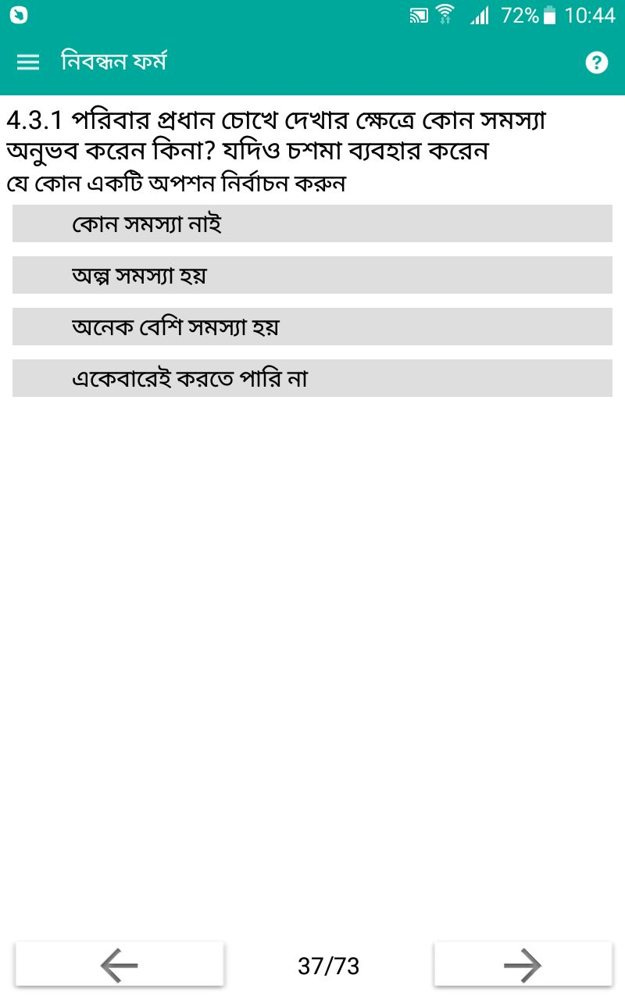 72% 10:44
নিবন্ধন ফর্ম ?
4.3.1 পরিবার প্রধান চোখে দেখার ক্ষেত্রে কোন সমস্যা
অনুভব করেন কিনা? যদিও চশমা ব্যবহার করেন
যে কোন একটি অপশন নির্বাচন করুন
কোন সমস্যা নাই
অল্প সমস্যা হয়
অনেক বেশি সমস্যা হয়
একেবারেই করতে পারি না
37/73